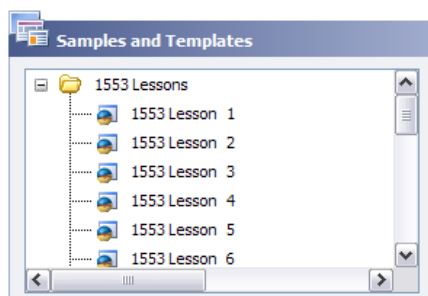 Samples and Templates
1553 Lessons
1553 Lesson 1
1553 Lesson 2
1553 Lesson 3
1553 Lesson 4
1553 Lesson 5
1553 Lesson 6